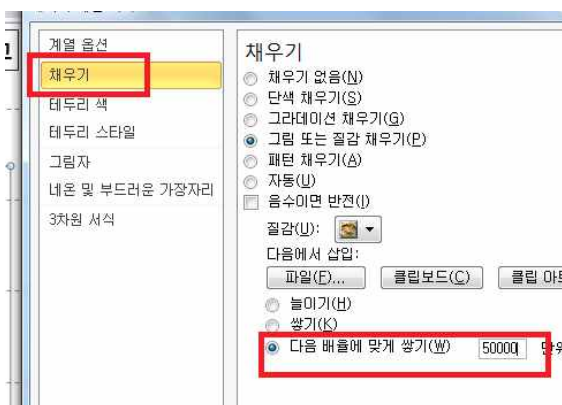 계열 옵션
채우기
테두리 색
테두리 스타일
그림자
네온 및 부드러운 가장자리
3차원 서식
채우기
채우기 없음(N)
단색 채우기(S)
그라데이션 채우기(G)
그림 또는 질감 채우기(P)
패턴 채우기(A)
자동(U)
음수이면 반전(I)
질감(U):
다음에서 삽입:
파일(F)... 클립보드(C) 클립 아트
늘이기(H)
쌓기(K)
다음 배율에 맞게 쌓기(W) 50000